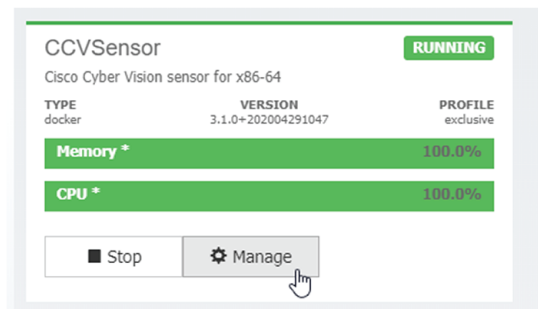 CCVSensor RUNNING
Cisco Cyber Vision sensor for x86-64
TYPE VERSION PROFILE
docker 3.1.0+202004291047 exclusive
Memory * 100.0%
CPU * 100.0%
Stop Manage